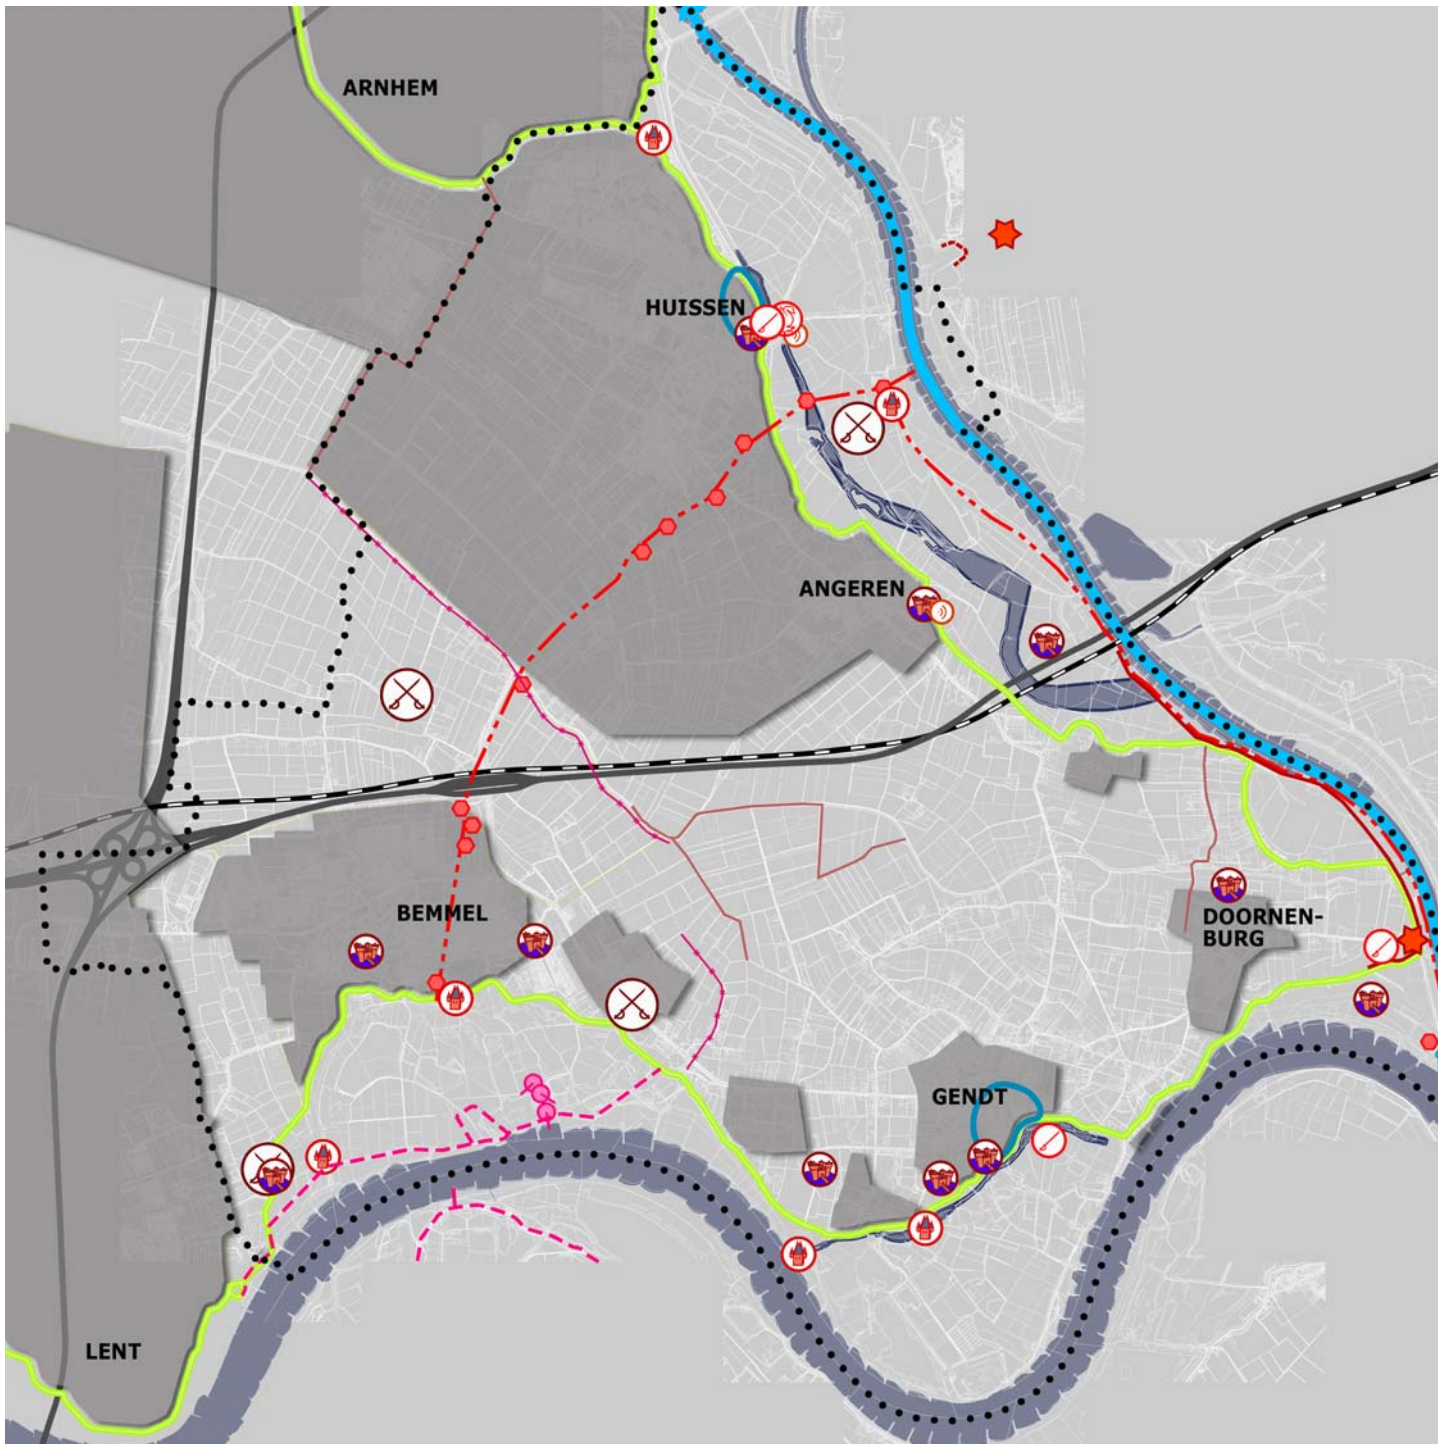 ARNHEM
HUISSEN
ANGEREN
BEMMEL
DOORNEN-
BURG
GENDT
LENT